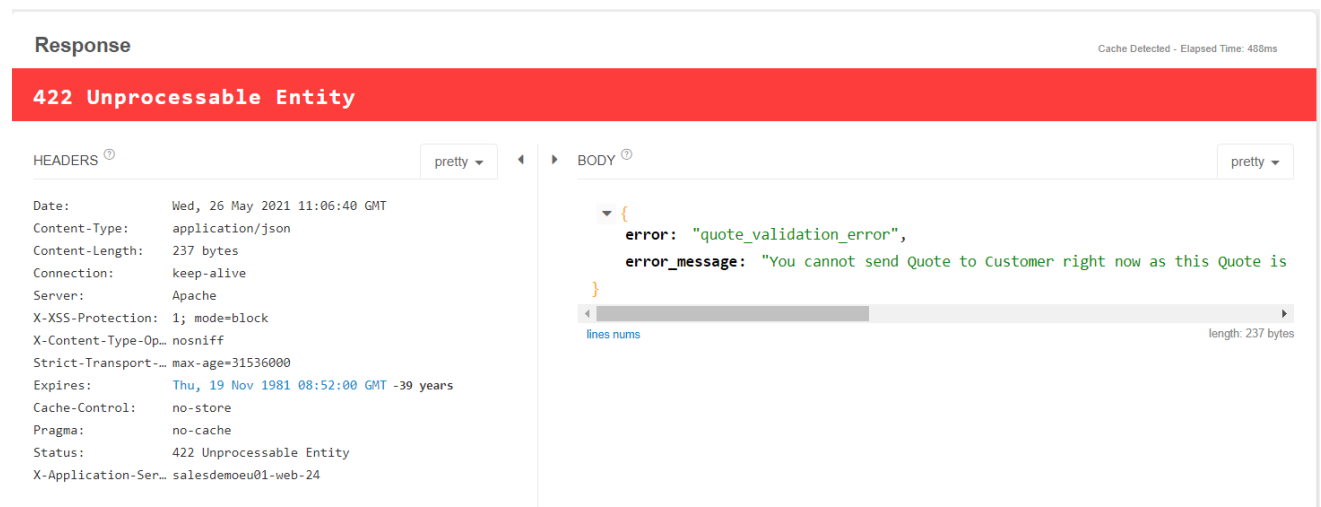 Response
Cache Detected - Elapsed Time: 488ms
422 Unprocessable Entity
HEADERS ?
pretty
BODY ?
pretty
Date: Wed, 26 May 2021 11:06:40 GMT
Content-Type: application/json
Content-Length: 237 bytes
Connection: keep-alive
Server: Apache
X-XSS-Protection: 1; mode=block
X-Content-Type-Op… nosniff
Strict-Transport-… max-age=31536000
Expires: Thu, 19 Nov 1981 08:52:00 GMT -39 years
Cache-Control: no-store
Pragma: no-cache
Status: 422 Unprocessable Entity
X-Application-Ser… salesdemoeu01-web-24
{
error: "quote_validation_error",
error_message: "You cannot send Quote to Customer right now as this Quote is
}
lines nums
length: 237 bytes